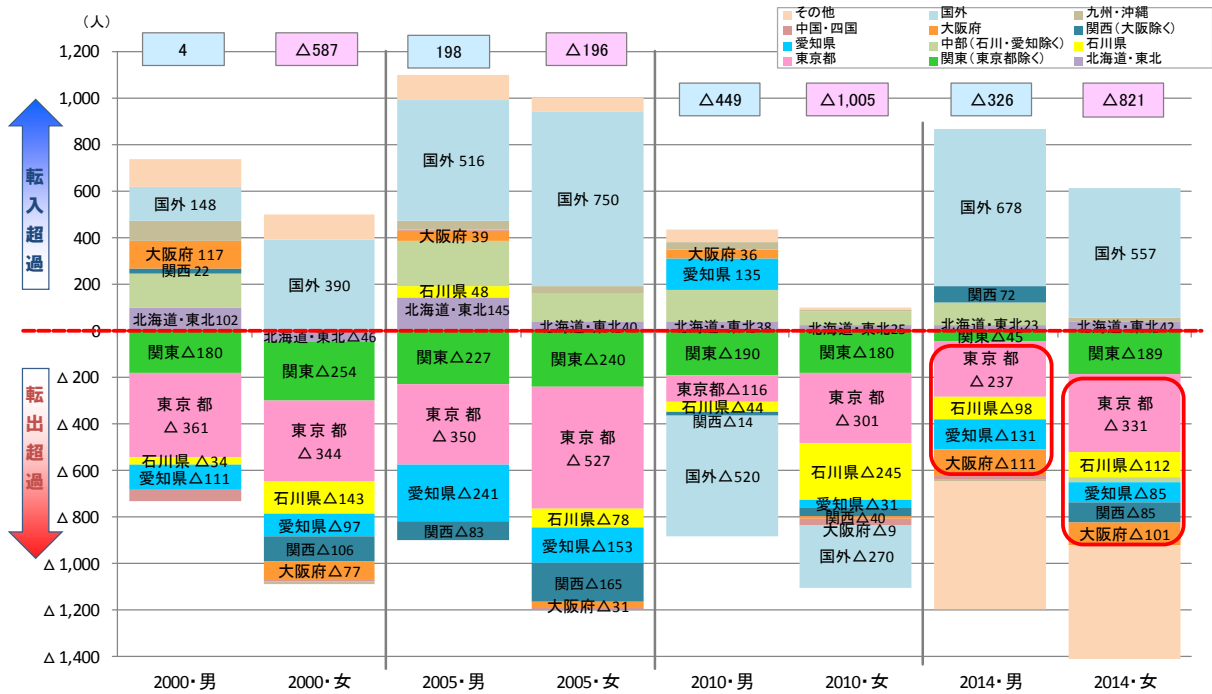 (人)
その他
国外
九州・沖縄
中国・四国
大阪府
関西(大阪除く)
愛知県
中部(石川・愛知除く)
石川県
東京都
関東(東京都除く)
北海道・東北
4
△587
198
△196
△449
△1,005
△326
△821
1,200
1,000
800
600
400
200
0
△ 200
△ 400
△ 600
△ 800
△ 1,000
△ 1,200
△ 1,400
転入超過
転出超過
国外 148
大阪府 117
関西 22
北海道・東北102
関東△180
東京都
△ 361
石川県 △34
愛知県△111
国外 390
北海道・東北△46
関東△254
東京都
△ 344
石川県△143
愛知県△97
関西△106
大阪府△77
国外 516
大阪府 39
石川県 48
北海道・東北145
関東△227
東京都
△ 350
愛知県△241
関西△83
国外 750
北海道・東北40
関東△240
東京都
△ 527
石川県△78
愛知県△153
関西△165
大阪府△31
大阪府 36
愛知県 135
北海道・東北38
関東△190
東京都△116
石川県△44
関西△14
国外△520
北海道・東北25
関東△180
東京都
△ 301
石川県△245
愛知県△31
関西△40
大阪府△9
国外△270
国外 678
関西 72
北海道・東北23
関東△45
東京都
△ 237
石川県△98
愛知県△131
大阪府△111
国外 557
北海道・東北42
関東△189
東京都
△ 331
石川県△112
愛知県△85
関西△85
大阪府△101
2000・男
2000・女
2005・男
2005・女
2010・男
2010・女
2014・男
2014・女